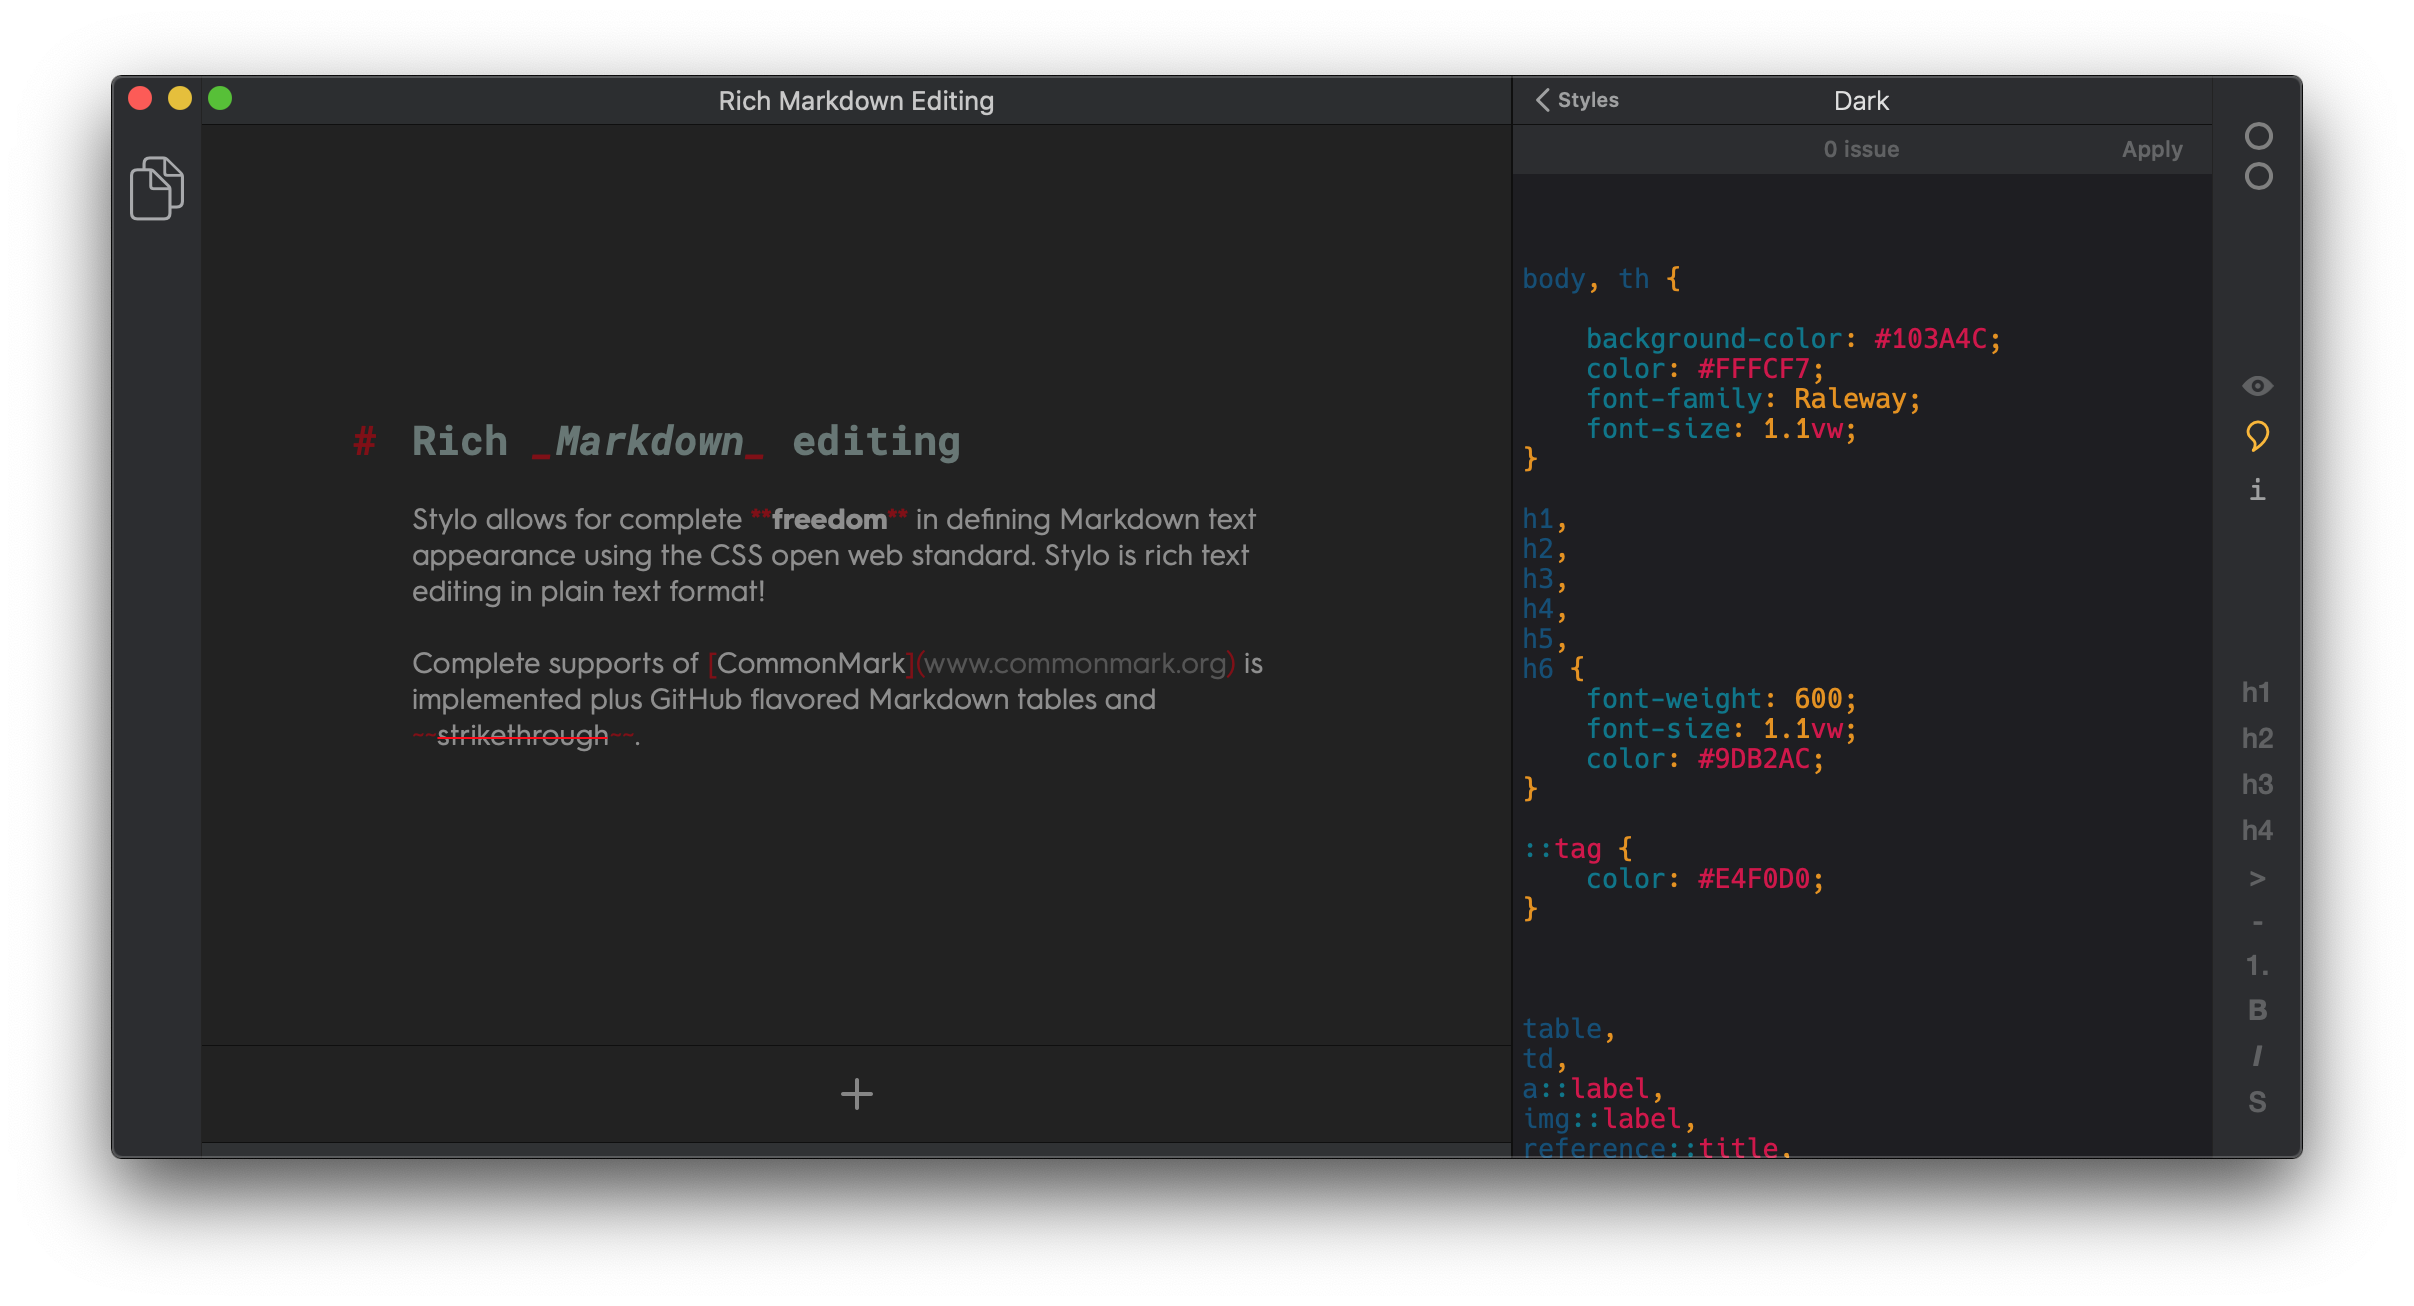 Rich Markdown Editing
# Rich _Markdown_ editing
Stylo allows for complete **freedom** in defining Markdown text
appearance using the CSS open web standard. Stylo is rich text
editing in plain text format!
Complete supports of [CommonMark](www.commonmark.org) is
implemented plus GitHub flavored Markdown tables and
~~strikethrough~~.
+
Styles
Dark
0 issue
Apply
body, th {
background-color: #103A4C;
color: #FFFCF7;
font-family: Raleway;
font-size: 1.1vw;
}
h1,
h2,
h3,
h4,
h5,
h6 {
font-weight: 600;
font-size: 1.1vw;
color: #9DB2AC;
}
::tag {
color: #E4F0D0;
}
table,
td,
a::label,
img::label,
reference::title,
i
h1
h2
h3
h4
>
-
1.
B
I
S